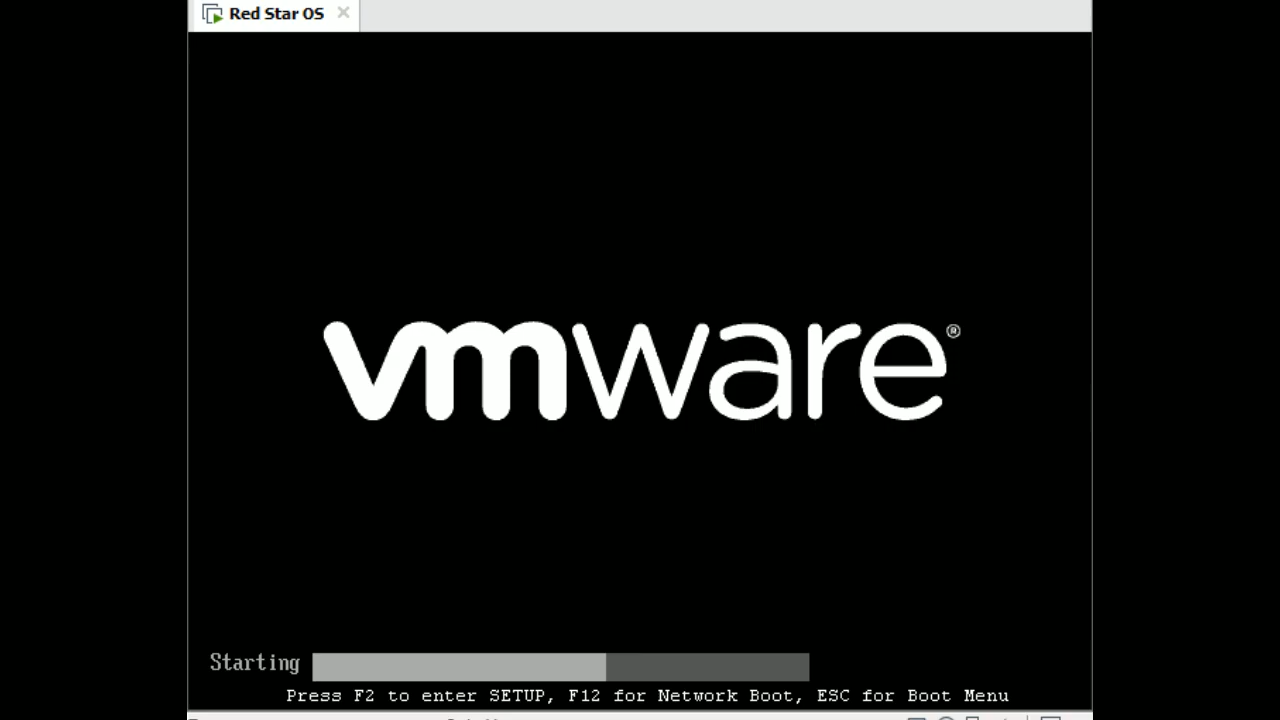 Red Star OS
vmware®
Starting
Press F2 to enter SETUP, F12 for Network Boot, ESC for Boot Menu